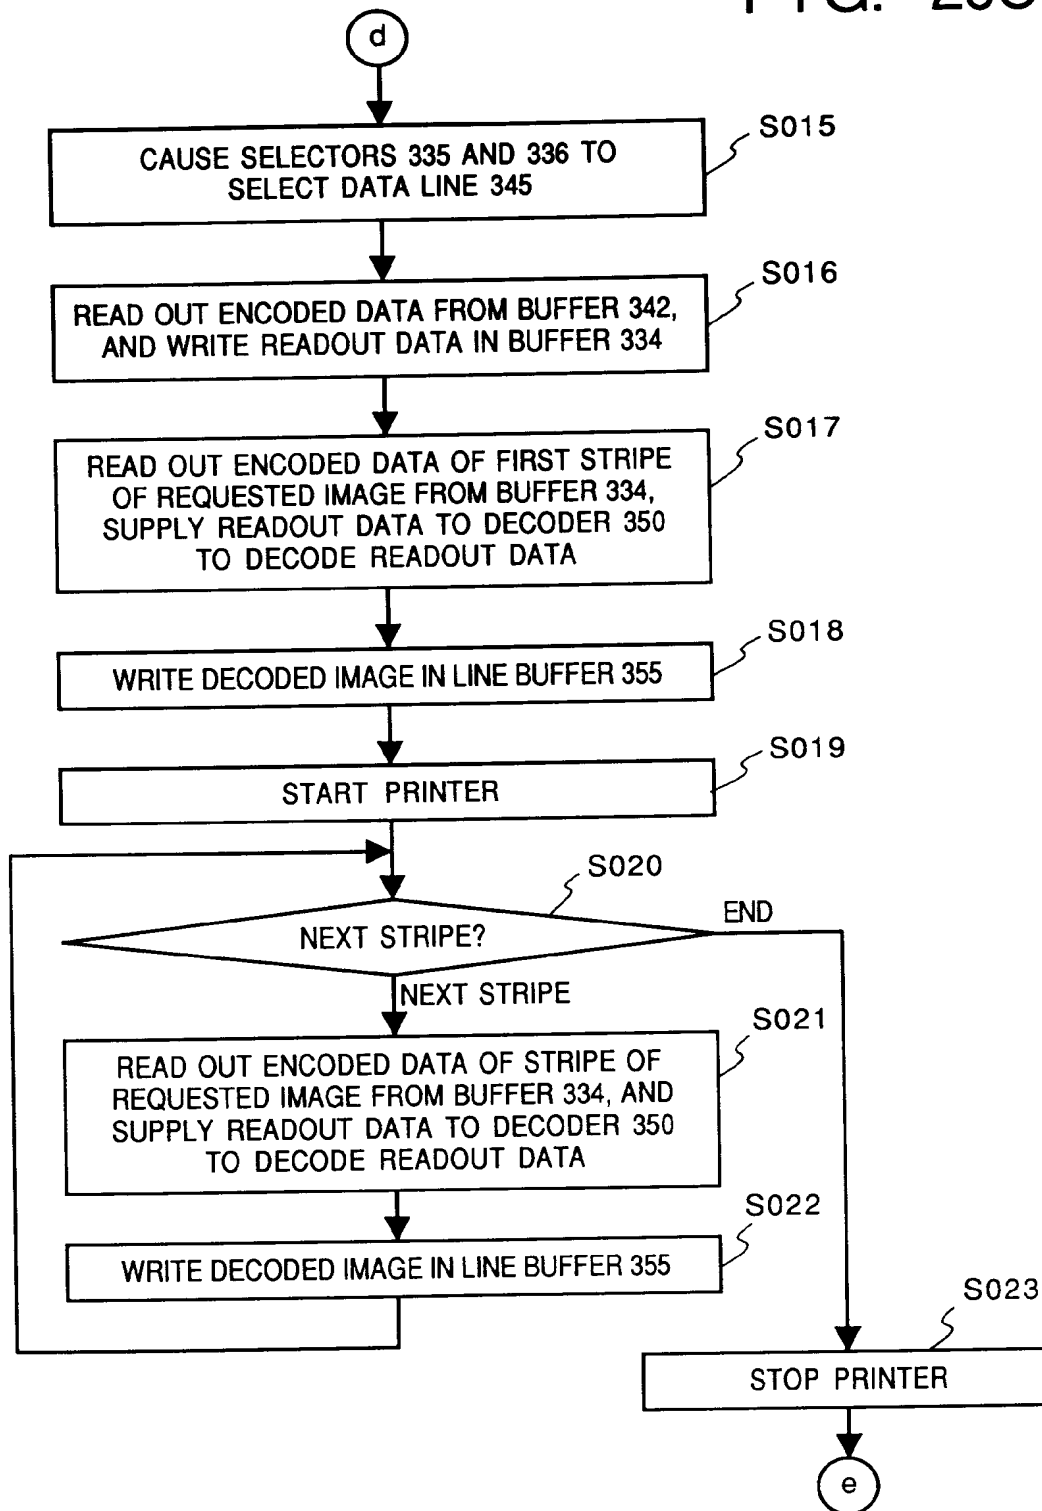 d
S015
CAUSE SELECTORS 335 AND 336 TO
SELECT DATA LINE 345
S016
READ OUT ENCODED DATA FROM BUFFER 342,
AND WRITE READOUT DATA IN BUFFER 334
S017
READ OUT ENCODED DATA OF FIRST STRIPE
OF REQUESTED IMAGE FROM BUFFER 334,
SUPPLY READOUT DATA TO DECODER 350
TO DECODE READOUT DATA
S018
WRITE DECODED IMAGE IN LINE BUFFER 355
S019
START PRINTER
S020
END
NEXT STRIPE?
NEXT STRIPE
S021
READ OUT ENCODED DATA OF STRIPE OF
REQUESTED IMAGE FROM BUFFER 334, AND
SUPPLY READOUT DATA TO DECODER 350
TO DECODE READOUT DATA
S022
WRITE DECODED IMAGE IN LINE BUFFER 355
S023
STOP PRINTER
e